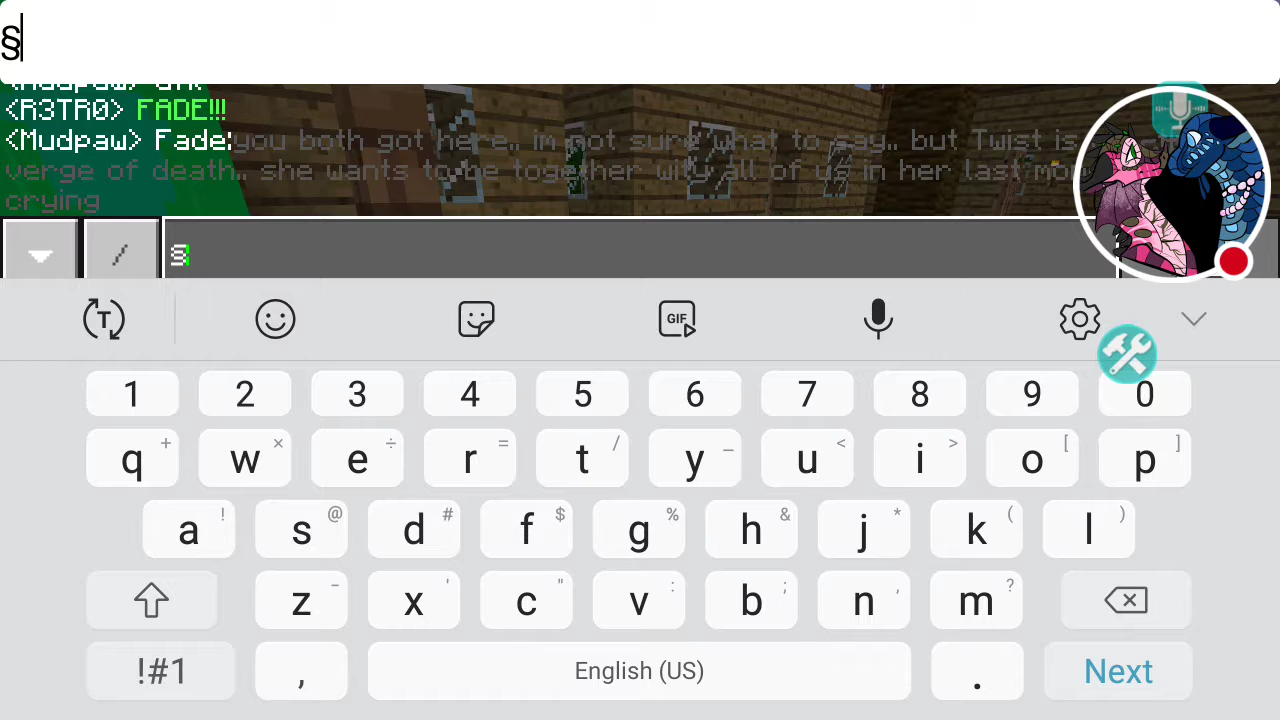 §
<R3TR0> FADE!!!
<Mudpaw> Fade:you both got here.. im not sure what to say.. but Twist is
verge of death.. she wants to be together wify all of us in her last
crying
/ §
T GIF
1 2 3 4 5 6 7 8 9 0
q + w × e ÷ r = t / y _ u < i > o [ p ]
a ! s @ d # f $ g % h & j * k ( l )
z - x ' c " v : b ; n , m ?
!#1 , English (US) . Next